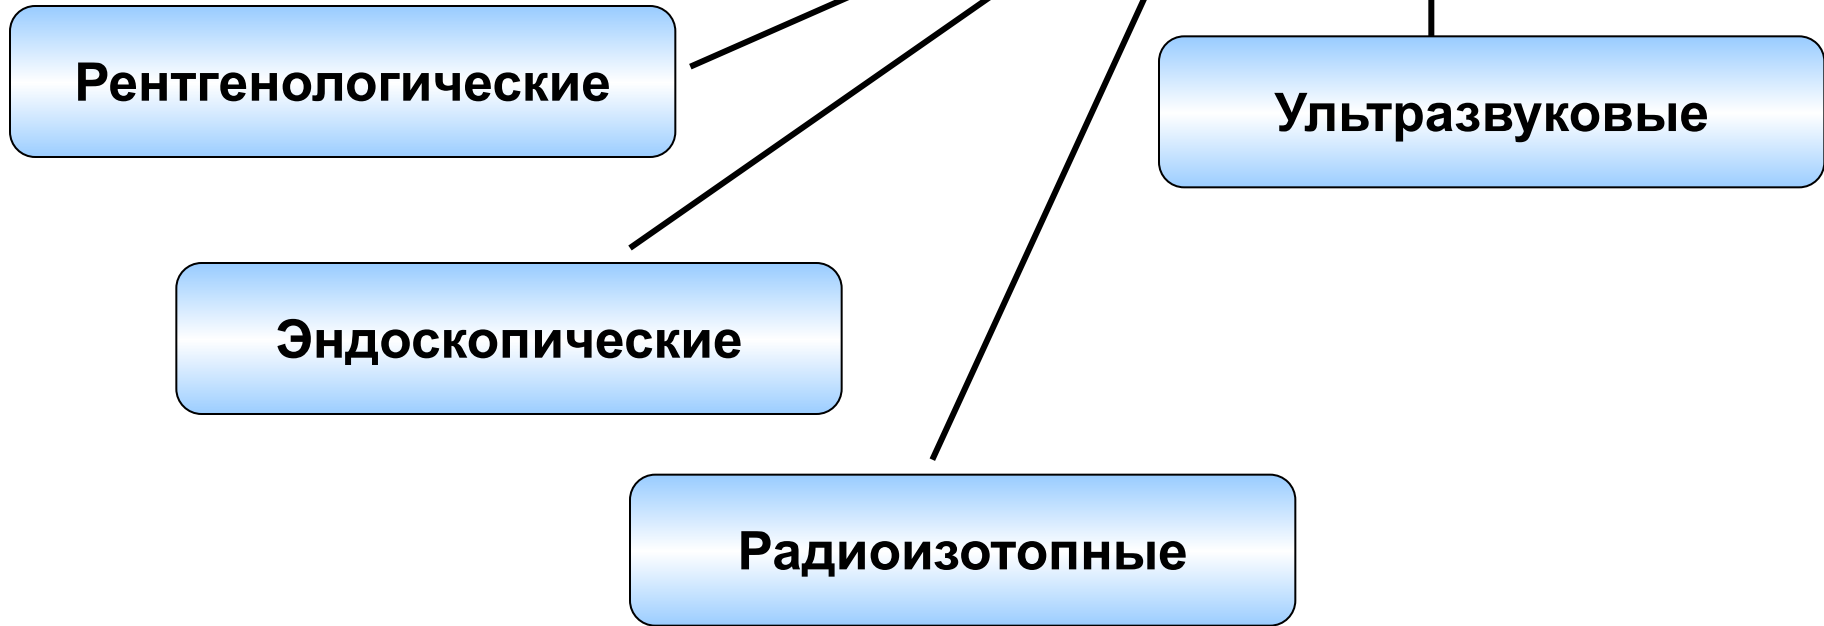 Рентгенологические
Ультразвуковые
Эндоскопические
Радиоизотопные